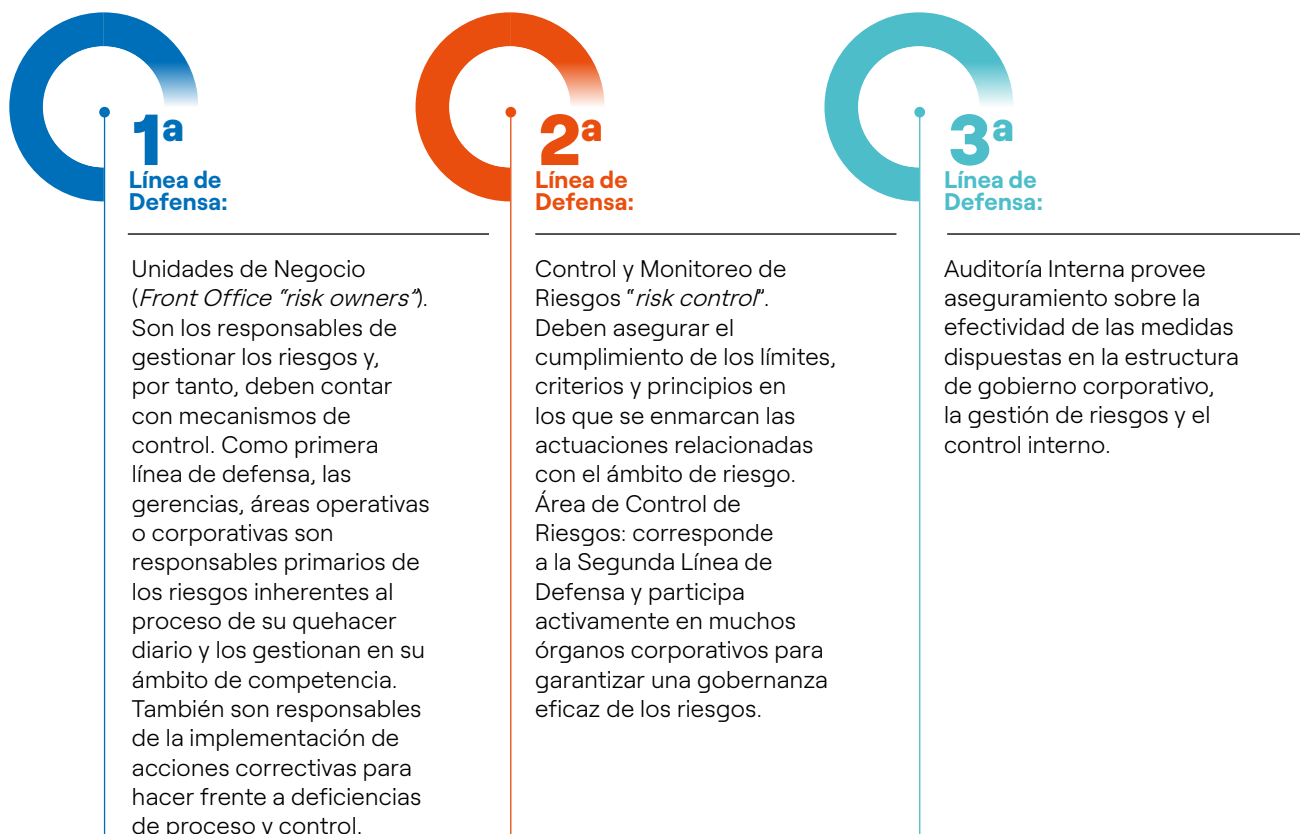 1ª
Línea de
Defensa:
Unidades de Negocio
(Front Office "risk owners").
Son los responsables de
gestionar los riesgos y,
por tanto, deben contar
con mecanismos de
control. Como primera
línea de defensa, las
gerencias, áreas operativas
o corporativas son
responsables primarios de
los riesgos inherentes al
proceso de su quehacer
diario y los gestionan en su
ámbito de competencia.
También son responsables
de la implementación de
acciones correctivas para
hacer frente a deficiencias
de proceso y control.
2ª
Línea de
Defensa:
Control y Monitoreo de
Riesgos “risk control”.
Deben asegurar el
cumplimiento de los límites,
criterios y principios en
los que se enmarcan las
actuaciones relacionadas
con el ámbito de riesgo.
Área de Control de
Riesgos: corresponde
a la Segunda Línea de
Defensa y participa
activamente en muchos
órganos corporativos para
garantizar una gobernanza
eficaz de los riesgos.
3ª
Línea de
Defensa:
Auditoría Interna provee
aseguramiento sobre la
efectividad de las medidas
dispuestas en la estructura
de gobierno corporativo,
la gestión de riesgos y el
control interno.